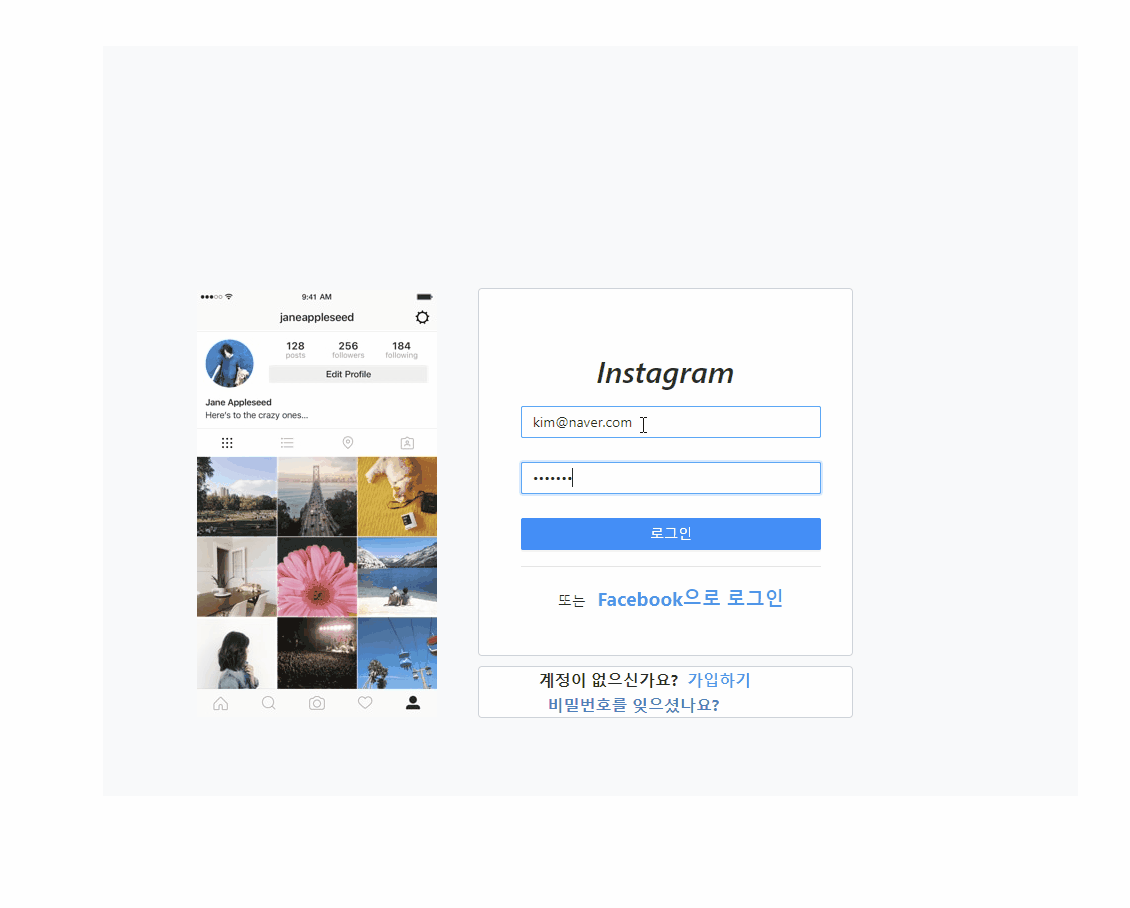 9:41 AM
janeappleseed
128 256 184
posts followers following
Edit Profile
Jane Appleseed
Here's to the crazy ones...
Instagram
kim@naver.com
•••••••
로그인
또는 Facebook으로 로그인
계정이 없으신가요? 가입하기
비밀번호를 잊으셨나요?